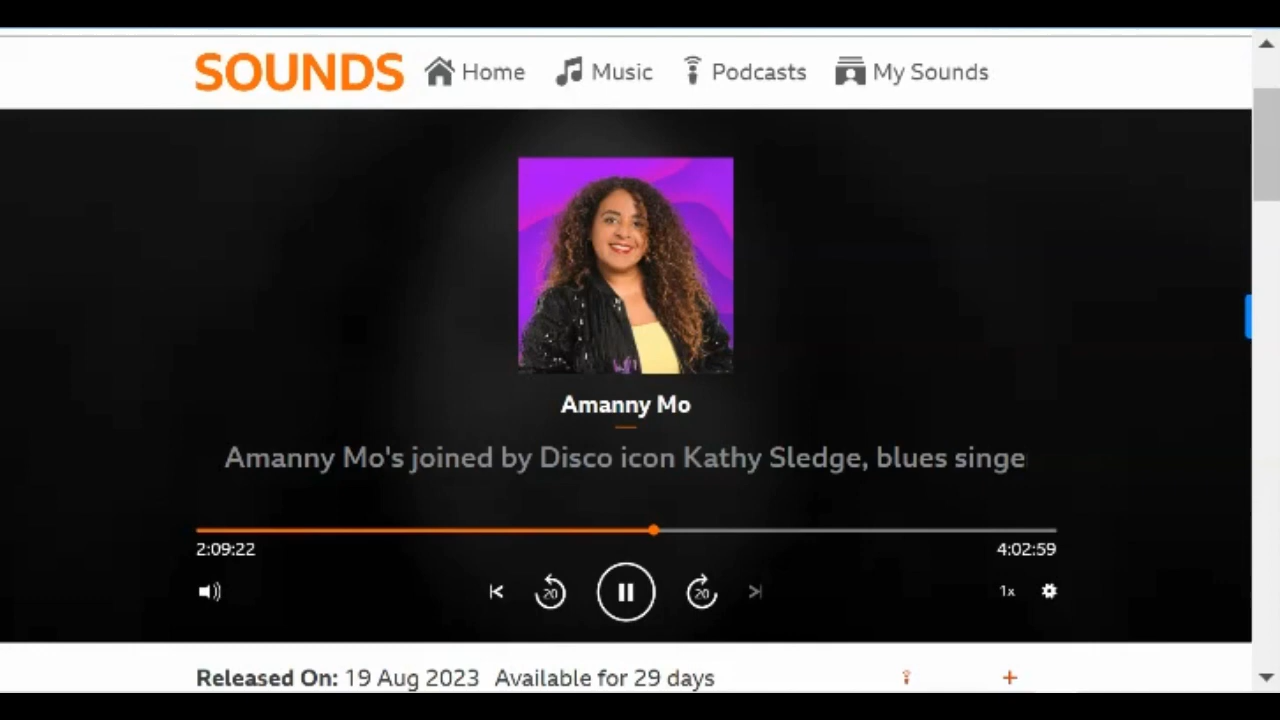 SOUNDS Home Music Podcasts My Sounds
Amanny Mo
Amanny Mo's joined by Disco icon Kathy Sledge, blues singe
2:09:22 4:02:59
20 20 1x
Released On: 19 Aug 2023 Available for 29 days